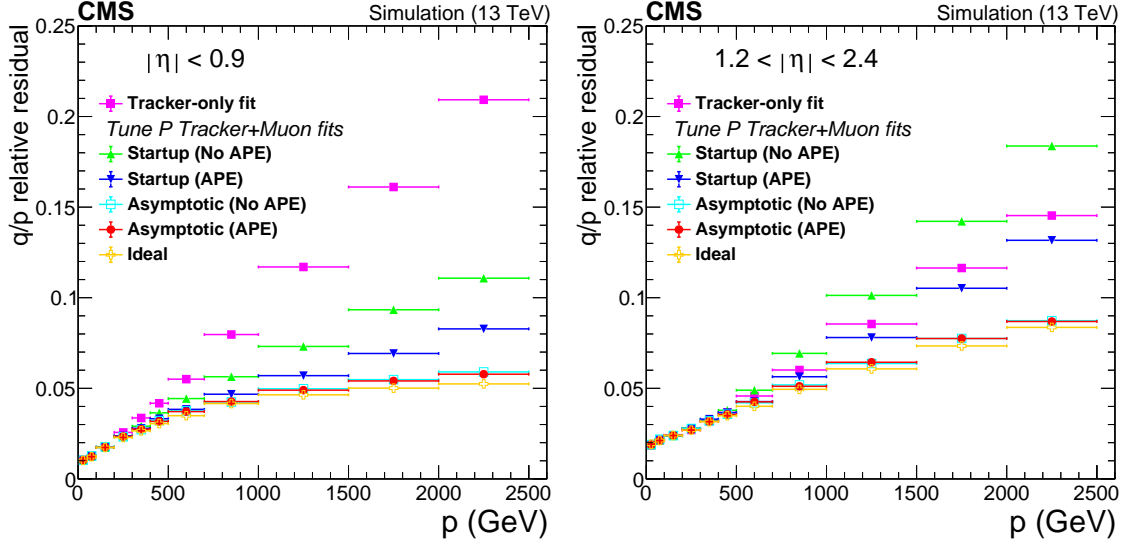 CMS Simulation (13 TeV)
q/p relative residual
0.25
0.2
0.15
0.1
0.05
0
|η| < 0.9
Tracker-only fit
Tune P Tracker+Muon fits
Startup (No APE)
Startup (APE)
Asymptotic (No APE)
Asymptotic (APE)
Ideal
0 500 1000 1500 2000 2500
p (GeV)
CMS Simulation (13 TeV)
q/p relative residual
0.25
0.2
0.15
0.1
0.05
0
1.2 < |η| < 2.4
Tracker-only fit
Tune P Tracker+Muon fits
Startup (No APE)
Startup (APE)
Asymptotic (No APE)
Asymptotic (APE)
Ideal
0 500 1000 1500 2000 2500
p (GeV)